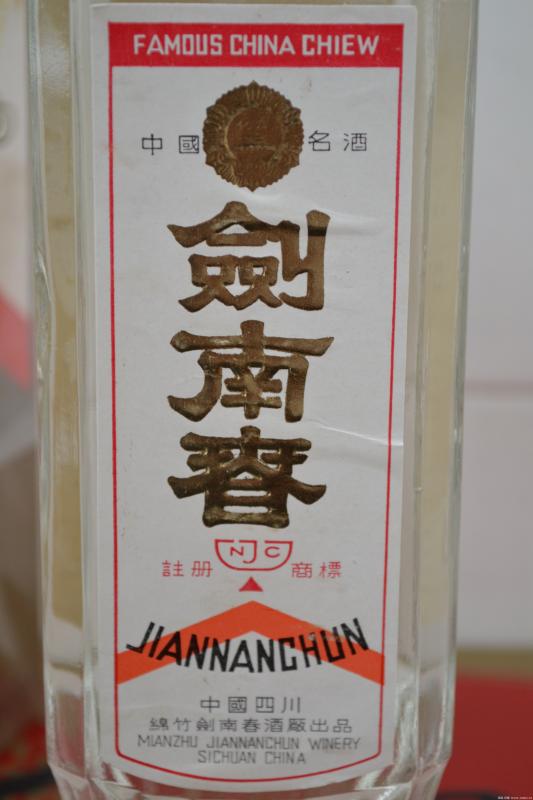 FAMOUS CHINA CHIEW
中國 名酒
劍南春
NJC
註册 商標
JIANNANCHUN
中國四川
綿竹劍南春酒厰出品
MIANZHU JIANNANCHUN WINERY
SICHUAN CHINA